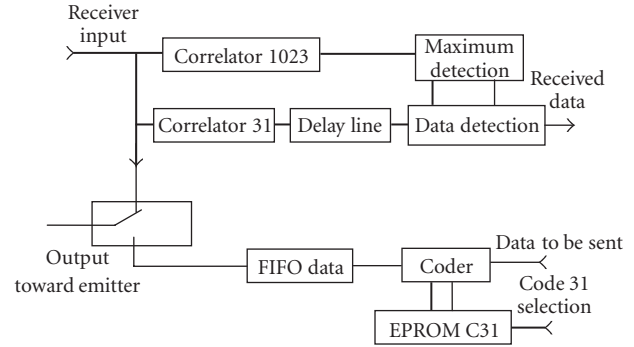 Receiver
input
Correlator 1023
Maximum
detection
Received
data
Correlator 31
Delay line
Data detection
Output
toward emitter
FIFO data
Coder
Data to be sent
Code 31
selection
EPROM C31